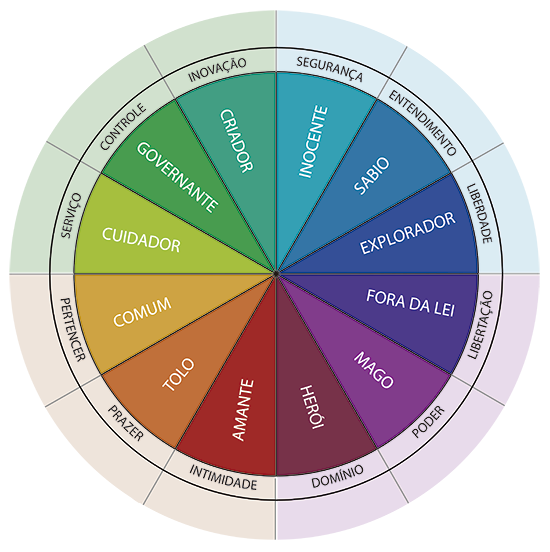 SEGURANÇA
INOCENTE
ENTENDIMENTO
SABIO
LIBERDADE
EXPLORADOR
LIBERTAÇÃO
FORA DA LEI
PODER
MAGO
DOMÍNIO
HERÓI
INTIMIDADE
AMANTE
PRAZER
TOLO
PERTENCER
COMUM
SERVIÇO
CUIDADOR
CONTROLE
GOVERNANTE
INOVAÇÃO
CRIADOR